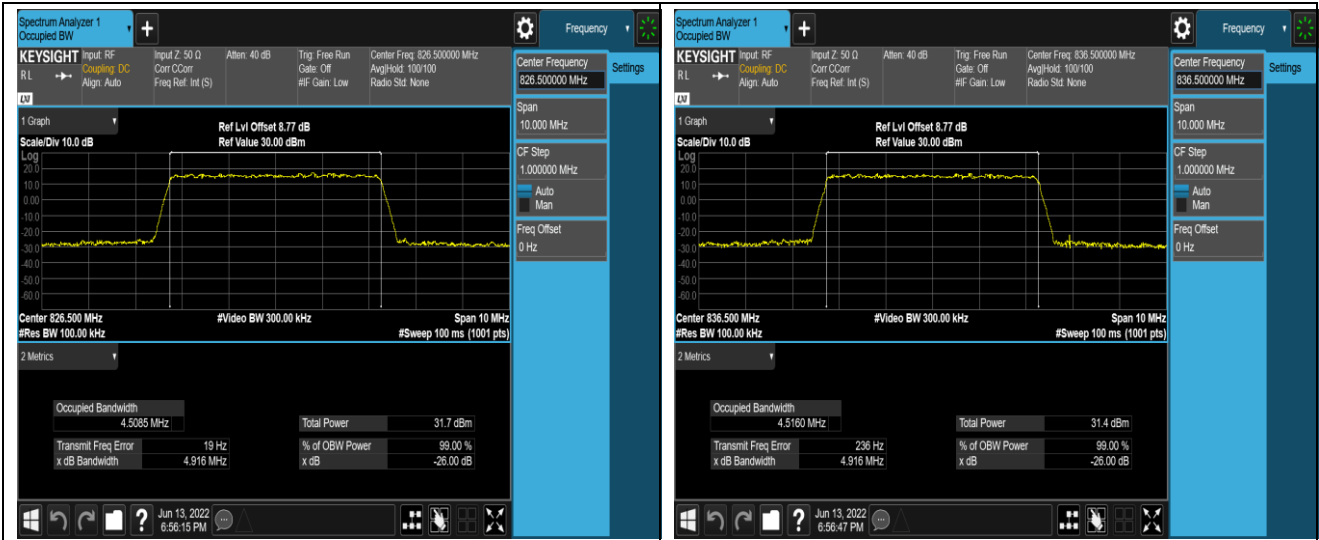 Spectrum Analyzer 1
Occupied BW
+
Frequency
KEYSIGHT
RL
LXI
Input: RF
Coupling: DC
Align: Auto
Input Z: 50 Ω
Corr CCorr
Freq Ref: Int (S)
Atten: 40 dB
Trig: Free Run
Gate: Off
#IF Gain: Low
Center Freq: 826.500000 MHz
Avg|Hold: 100/100
Radio Std: None
Center Frequency
826.500000 MHz
Settings
Span
10.000 MHz
CF Step
1.000000 MHz
Auto
Man
Freq Offset
0 Hz
1 Graph
Scale/Div 10.0 dB
Ref Lvl Offset 8.77 dB
Ref Value 30.00 dBm
Log
20.0
10.0
0.00
-10.0
-20.0
-30.0
-40.0
-50.0
-60.0
Center 826.500 MHz
#Video BW 300.00 kHz
Span 10 MHz
#Res BW 100.00 kHz
#Sweep 100 ms (1001 pts)
2 Metrics
Occupied Bandwidth
4.5085 MHz
Total Power 31.7 dBm
Transmit Freq Error 19 Hz
% of OBW Power 99.00 %
x dB Bandwidth 4.916 MHz
x dB -26.00 dB
?
Jun 13, 2022
6:56:15 PM
Spectrum Analyzer 1
Occupied BW
+
Frequency
KEYSIGHT
RL
LXI
Input: RF
Coupling: DC
Align: Auto
Input Z: 50 Ω
Corr CCorr
Freq Ref: Int (S)
Atten: 40 dB
Trig: Free Run
Gate: Off
#IF Gain: Low
Center Freq: 836.500000 MHz
Avg|Hold: 100/100
Radio Std: None
Center Frequency
836.500000 MHz
Settings
Span
10.000 MHz
CF Step
1.000000 MHz
Auto
Man
Freq Offset
0 Hz
1 Graph
Scale/Div 10.0 dB
Ref Lvl Offset 8.77 dB
Ref Value 30.00 dBm
Log
20.0
10.0
0.00
-10.0
-20.0
-30.0
-40.0
-50.0
-60.0
Center 836.500 MHz
#Video BW 300.00 kHz
Span 10 MHz
#Res BW 100.00 kHz
#Sweep 100 ms (1001 pts)
2 Metrics
Occupied Bandwidth
4.5160 MHz
Total Power 31.4 dBm
Transmit Freq Error 236 Hz
% of OBW Power 99.00 %
x dB Bandwidth 4.916 MHz
x dB -26.00 dB
?
Jun 13, 2022
6:56:47 PM